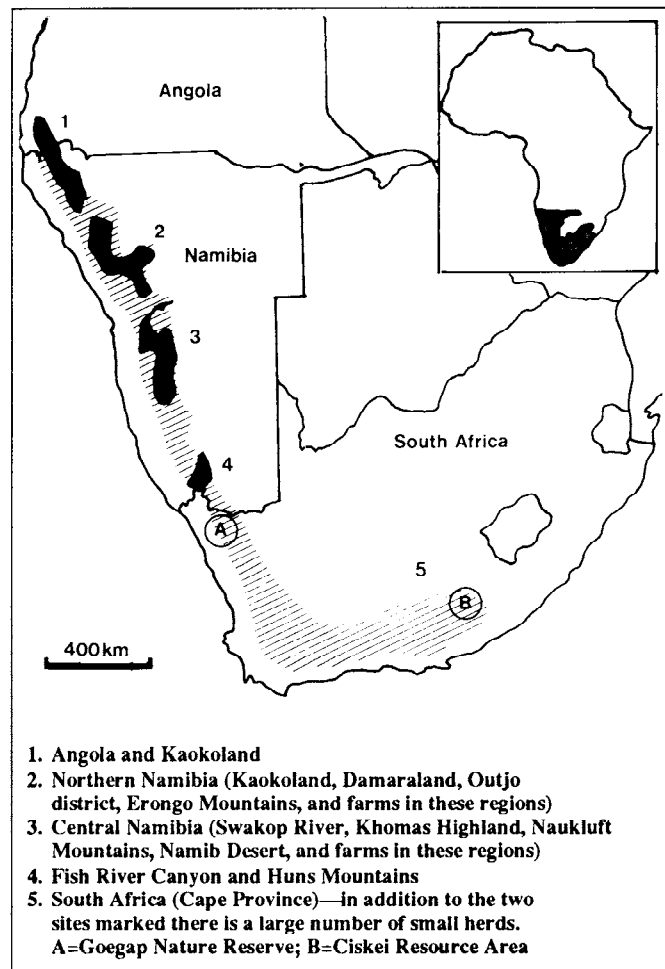 Angola
1
2
Namibia
3
South Africa
4
A
5
B
400km
1. Angola and Kaokoland
2. Northern Namibia (Kaokoland, Damaraland, Outjo
district, Erongo Mountains, and farms in these regions)
3. Central Namibia (Swakop River, Khomas Highland, Naukluft
Mountains, Namib Desert, and farms in these regions)
4. Fish River Canyon and Huns Mountains
5. South Africa (Cape Province)—in addition to the two
sites marked there is a large number of small herds.
A=Goegap Nature Reserve; B=Ciskei Resource Area